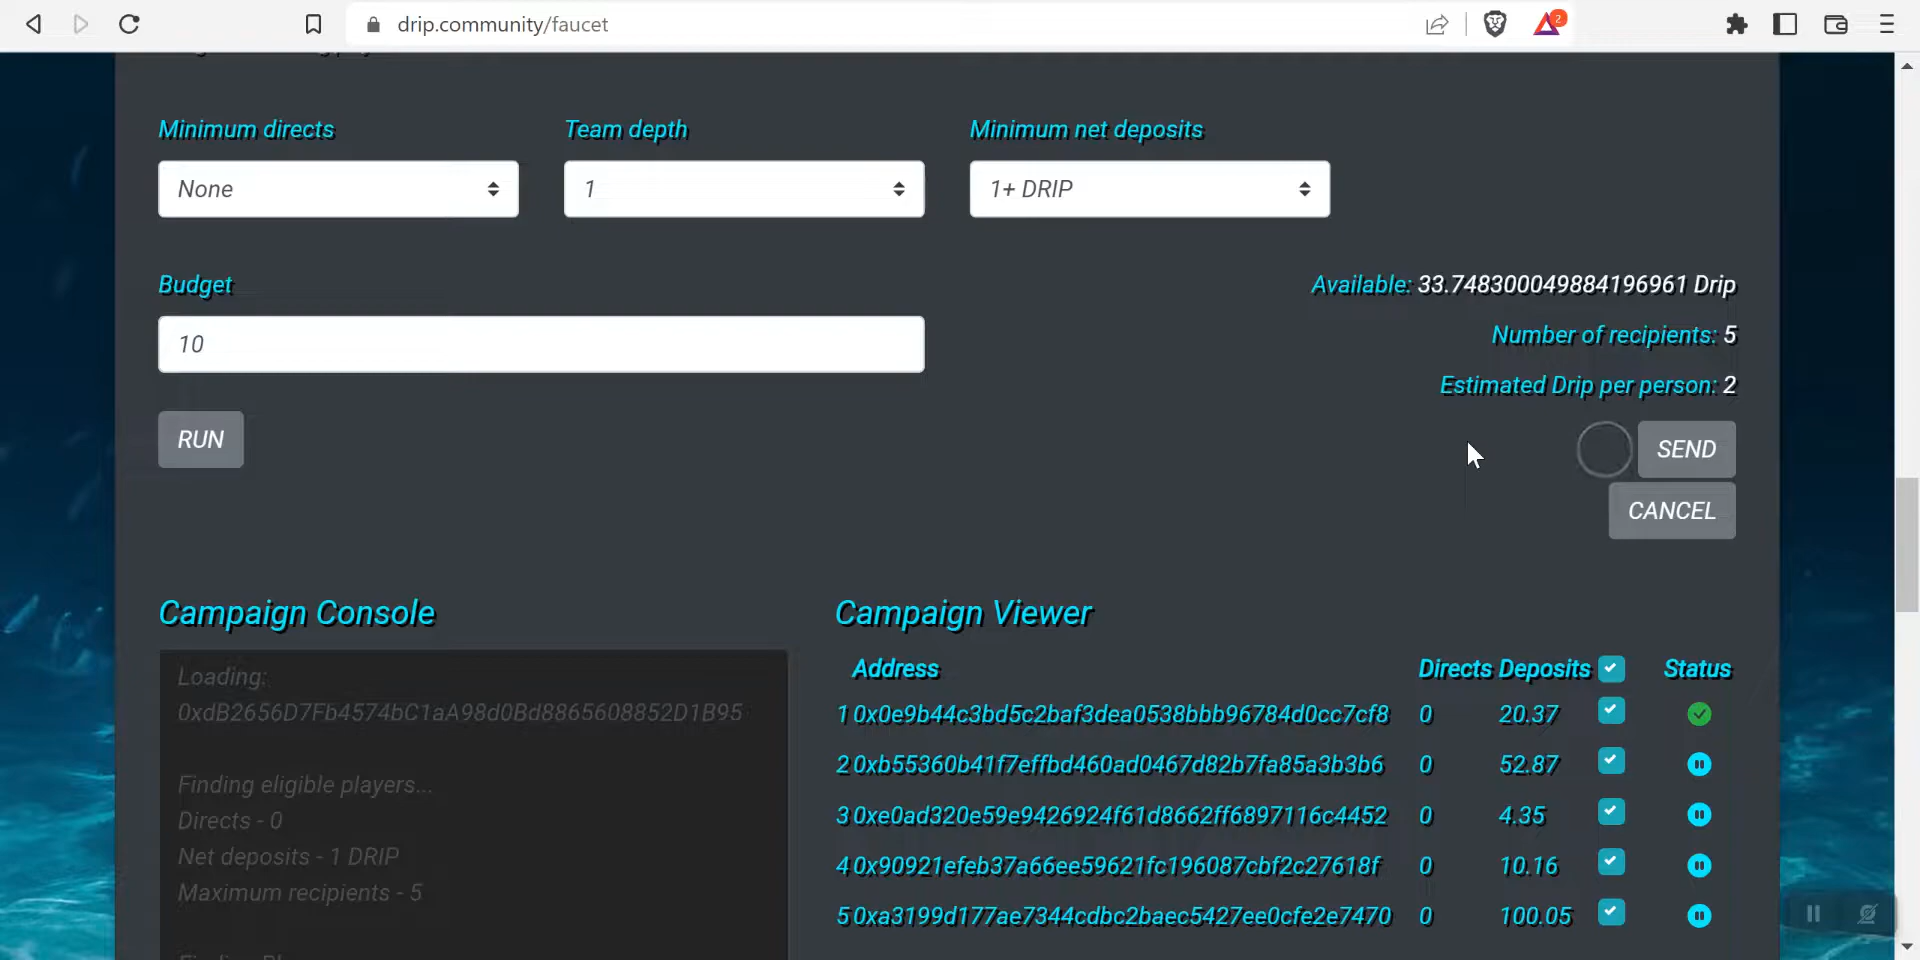 drip.community/faucet
2
Minimum directs
Team depth
Minimum net deposits
None
1
1+ DRIP
Budget
Available: 33.748300049884196961 Drip
10
Number of recipients: 5
Estimated Drip per person: 2
RUN
SEND
CANCEL
Campaign Console
Campaign Viewer
Loading:
0xdB2656D7Fb4574bC1aA98d0Bd8865608852D1B95
Finding eligible players...
Directs - 0
Net deposits - 1 DRIP
Maximum recipients - 5
Address Directs Deposits Status
1 0x0e9b44c3bd5c2baf3dea0538bbb96784d0cc7cf8 0 20.37
2 0xb55360b41f7effbd460ad0467d82b7fa85a3b3b6 0 52.87
3 0xe0ad320e59e9426924f61d8662ff6897116c4452 0 4.35
4 0x90921efeb37a66ee59621fc196087cbf2c27618f 0 10.16
5 0xa3199d177ae7344cdbc2baec5427ee0cfe2e7470 0 100.05